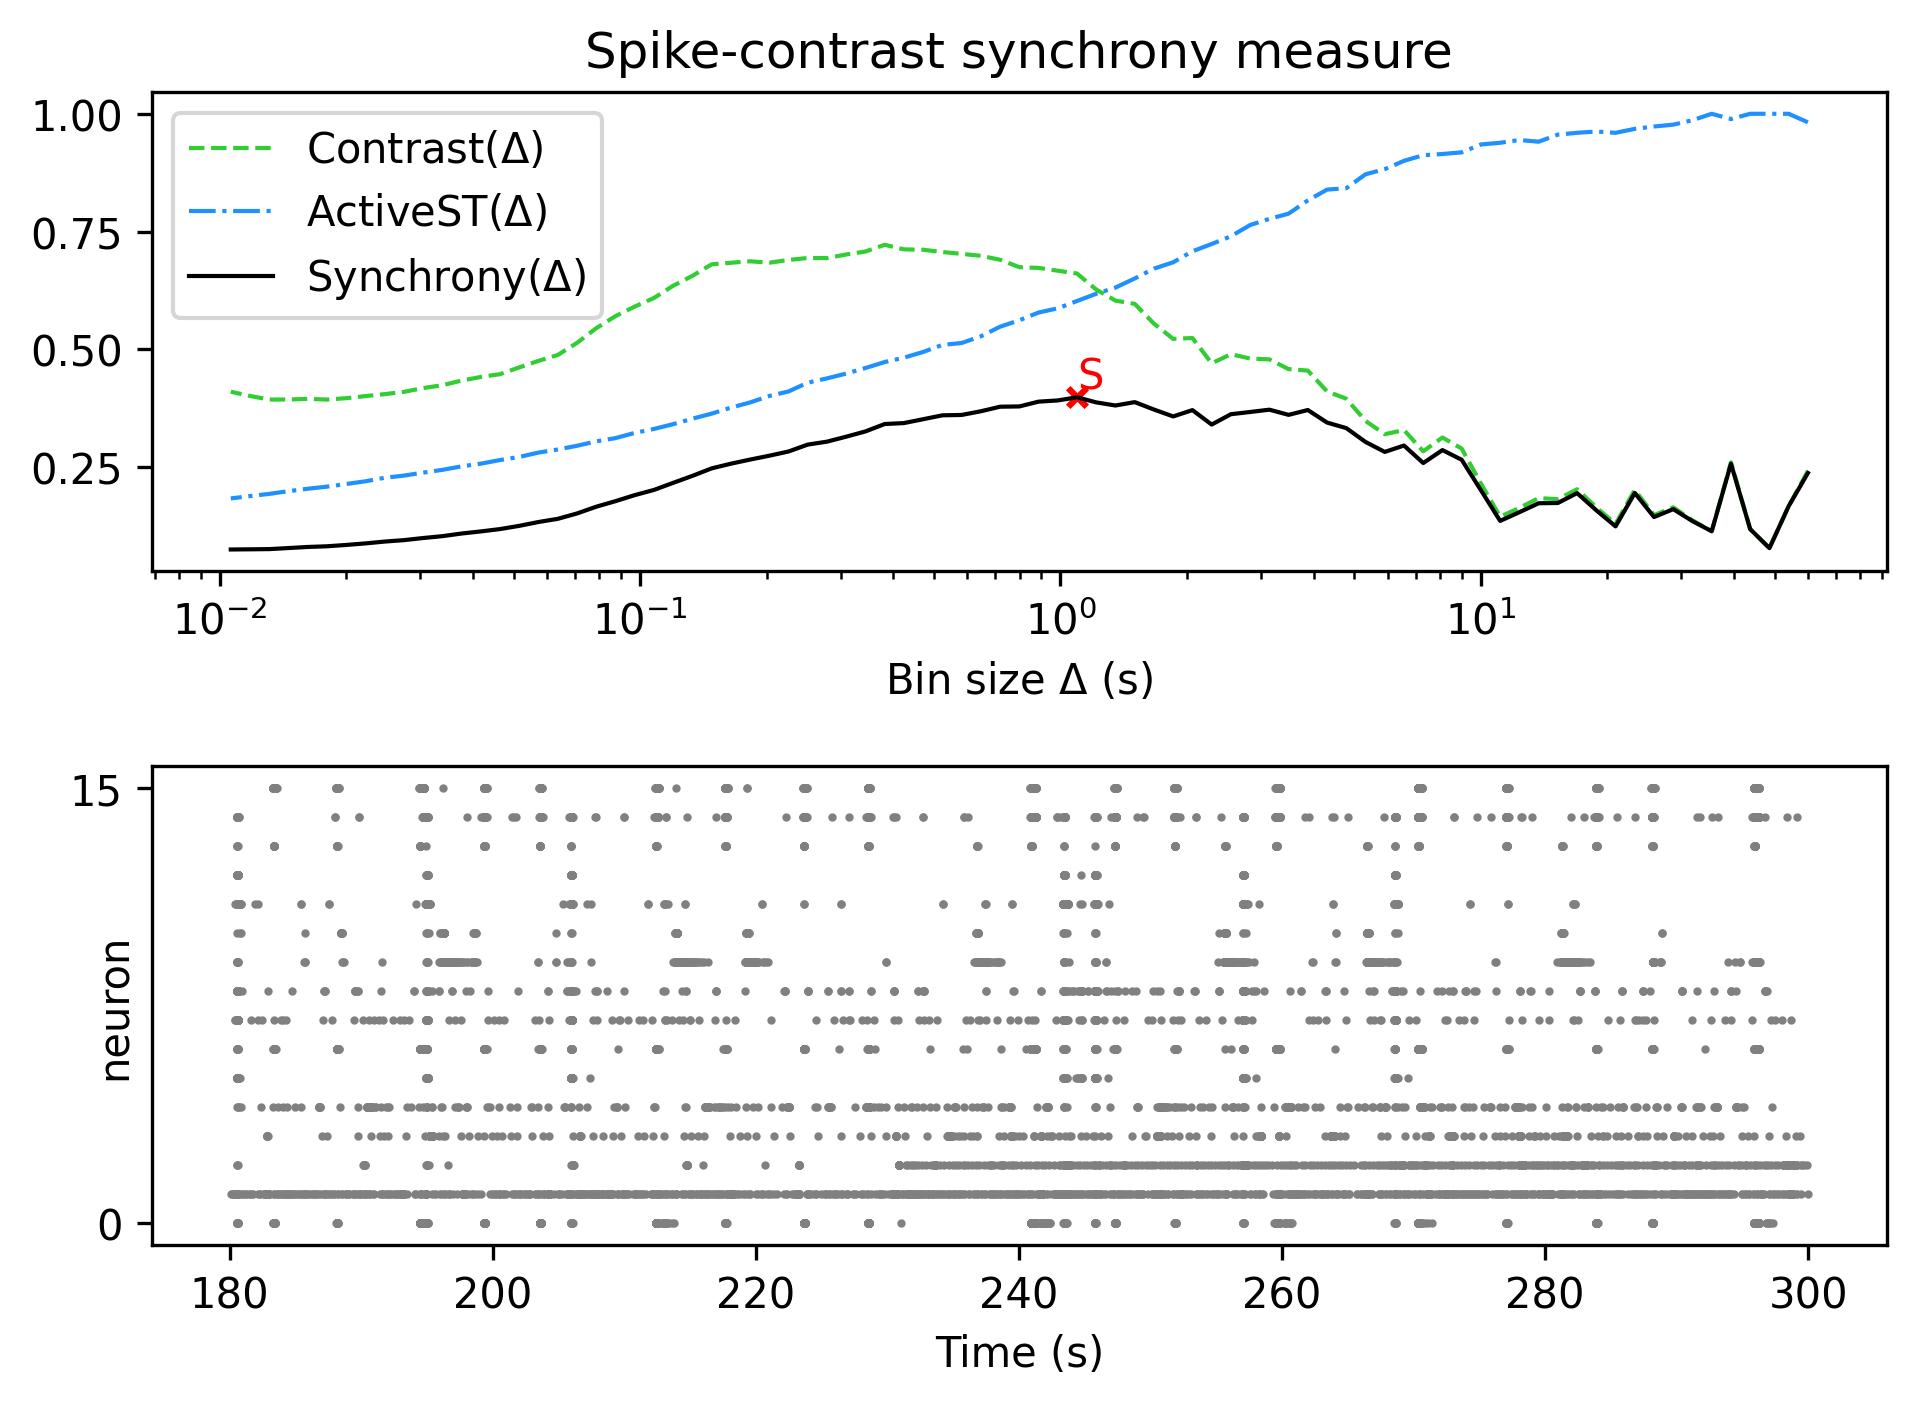 Spike-contrast synchrony measure
1.00
0.75
0.50
0.25
Contrast(Δ)
ActiveST(Δ)
Synchrony(Δ)
S
10⁻² 10⁻¹ 10⁰ 10¹
Bin size Δ (s)
15
0
neuron
180 200 220 240 260 280 300
Time (s)